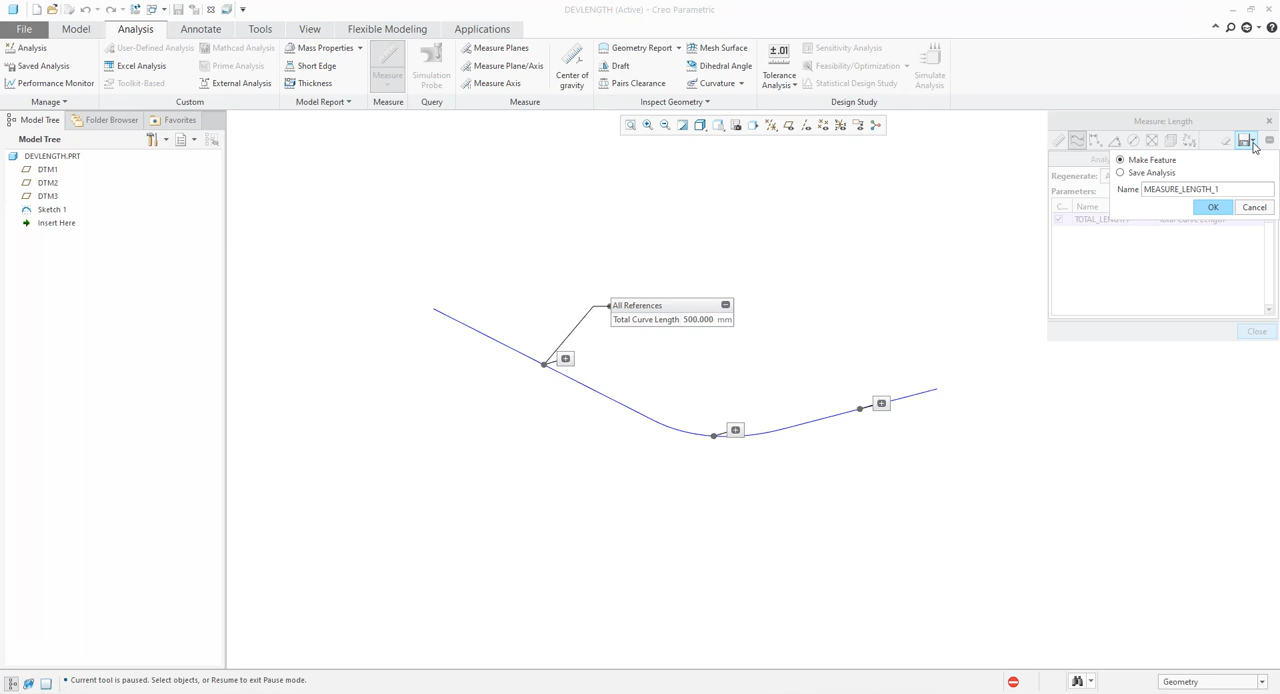 DEVLENGTH (Active) - Creo Parametric
File Model Analysis Annotate Tools View Flexible Modeling Applications
Analysis User-Defined Analysis Mathcad Analysis Mass Properties Measure Planes Geometry Report Mesh Surface Sensitivity Analysis
Saved Analysis Excel Analysis Prime Analysis Short Edge Measure Plane/Axis Draft Dihedral Angle Feasibility/Optimization
Performance Monitor Toolkit-Based External Analysis Thickness Measure Axis Pairs Clearance Curvature Statistical Design Study
Measure Simulation Probe Center of gravity Tolerance Analysis Simulate Analysis
Manage Custom Model Report Measure Query Measure Inspect Geometry Design Study
Model Tree Folder Browser Favorites
Model Tree
DEVLENGTH.PRT
DTM1
DTM2
DTM3
Sketch 1
Insert Here
All References
Total Curve Length 500.000 mm
Measure Length
Make Feature
Save Analysis
Regenerate:
Name MEASURE_LENGTH_1
Parameters:
OK Cancel
C... Name
Close
Current tool is paused. Select objects, or Resume to exit Pause mode.
Geometry